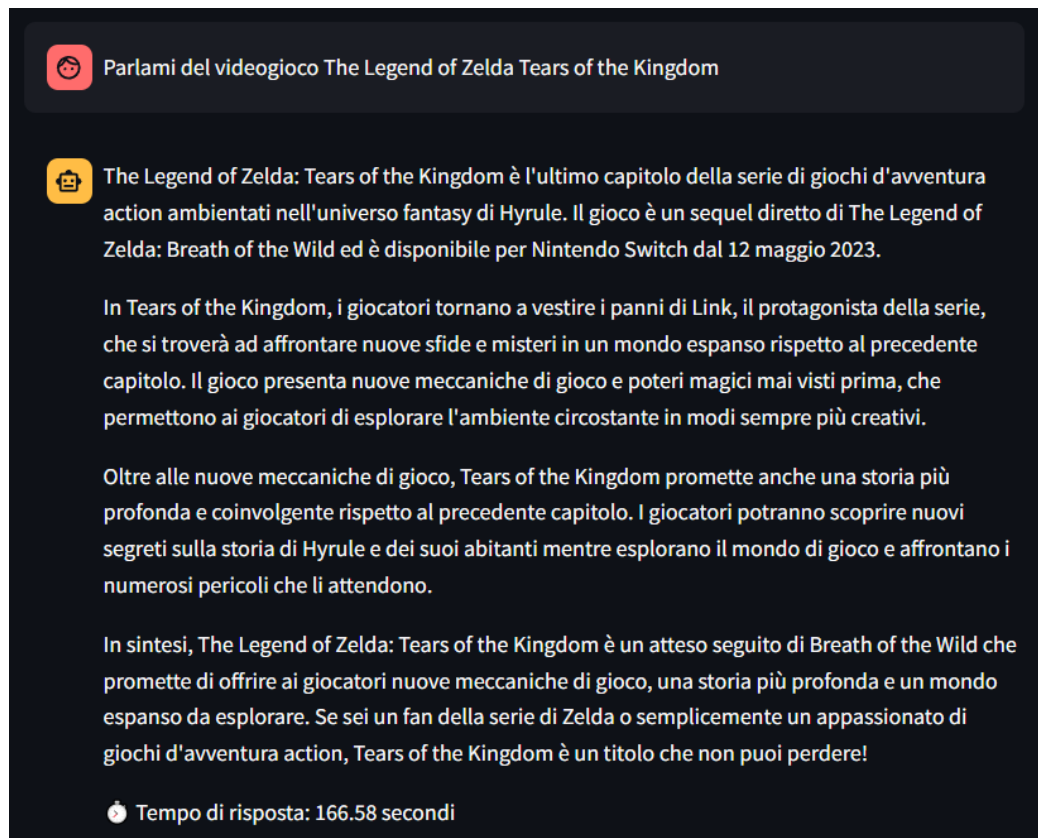 Parlami del videogioco The Legend of Zelda Tears of the Kingdom
The Legend of Zelda: Tears of the Kingdom è l'ultimo capitolo della serie di giochi d'avventura
action ambientati nell'universo fantasy di Hyrule. Il gioco è un sequel diretto di The Legend of
Zelda: Breath of the Wild ed è disponibile per Nintendo Switch dal 12 maggio 2023.
In Tears of the Kingdom, i giocatori tornano a vestire i panni di Link, il protagonista della serie,
che si troverà ad affrontare nuove sfide e misteri in un mondo espanso rispetto al precedente
capitolo. Il gioco presenta nuove meccaniche di gioco e poteri magici mai visti prima, che
permettono ai giocatori di esplorare l'ambiente circostante in modi sempre più creativi.
Oltre alle nuove meccaniche di gioco, Tears of the Kingdom promette anche una storia più
profonda e coinvolgente rispetto al precedente capitolo. I giocatori potranno scoprire nuovi
segreti sulla storia di Hyrule e dei suoi abitanti mentre esplorano il mondo di gioco e affrontano i
numerosi pericoli che li attendono.
In sintesi, The Legend of Zelda: Tears of the Kingdom è un atteso seguito di Breath of the Wild che
promette di offrire ai giocatori nuove meccaniche di gioco, una storia più profonda e un mondo
espanso da esplorare. Se sei un fan della serie di Zelda o semplicemente un appassionato di
giochi d'avventura action, Tears of the Kingdom è un titolo che non puoi perdere!
Tempo di risposta: 166.58 secondi